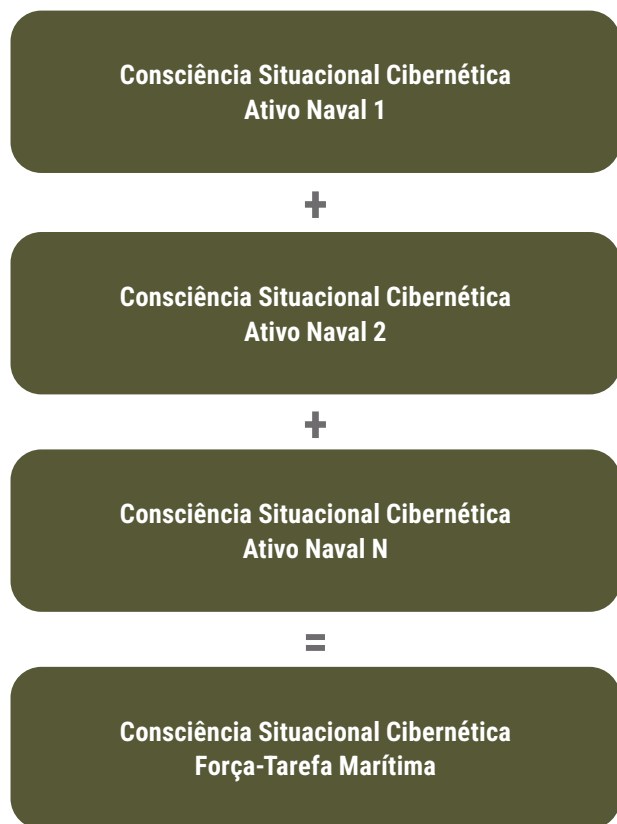 Consciência Situacional Cibernética
Ativo Naval 1
+
Consciência Situacional Cibernética
Ativo Naval 2
+
Consciência Situacional Cibernética
Ativo Naval N
=
Consciência Situacional Cibernética
Força-Tarefa Marítima